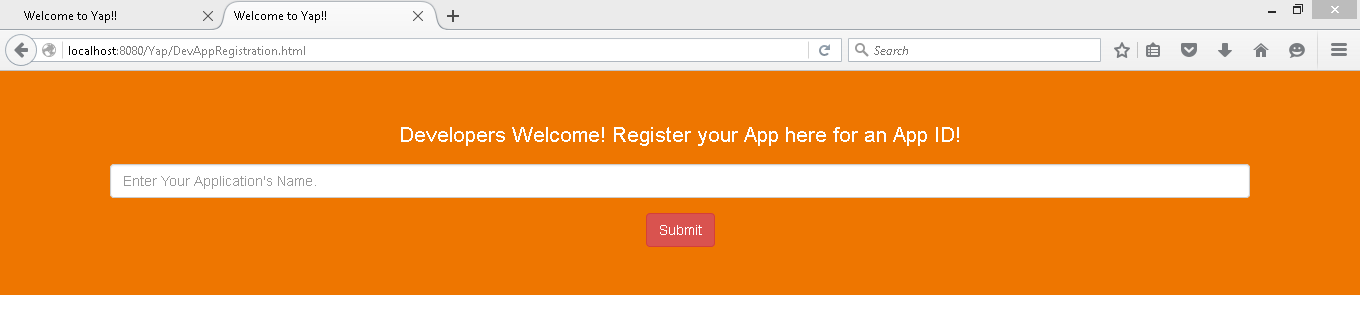 Welcome to Yap!!
Welcome to Yap!!
localhost:8080/Yap/DevAppRegistration.html
Search
Developers Welcome! Register your App here for an App ID!
Enter Your Application's Name.
Submit